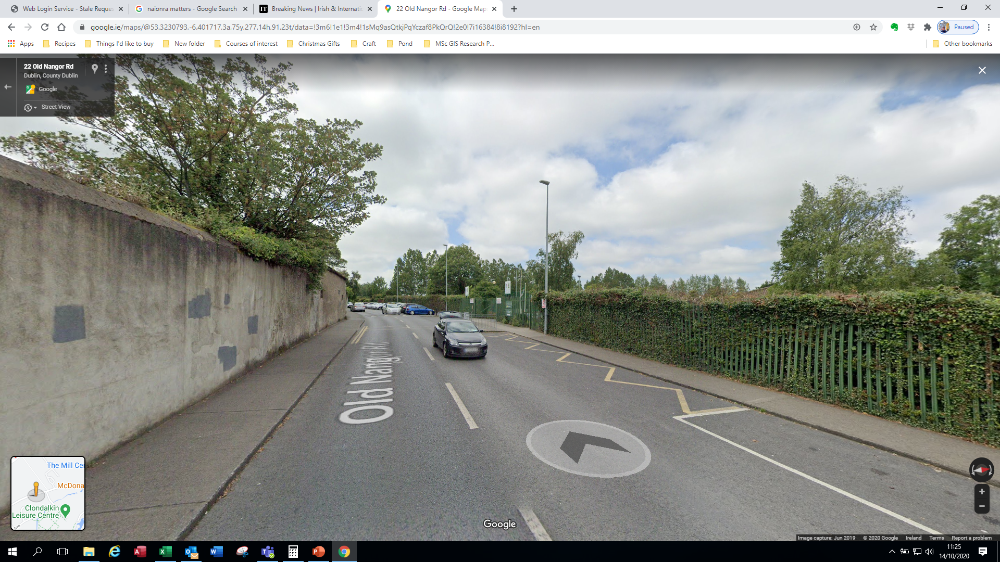 Web Login Service - Stale Reques
naionra matters - Google Search
IT Breaking News | Irish & Internatio
22 Old Nangor Rd - Google Map
google.ie/maps/@53.3230793,-6.401717,3a,75y,277.14h,91.23t/data=!3m6!1e1!3m4!1sMq9asQtkjPqYczaf8PkQrQ!2e0!7i16384!8i8192?hl=en
Paused
Apps
Recipes
Things I'd like to buy
New folder
Courses of interest
Christmas Gifts
Craft
Pond
MSc GIS Research P...
Other bookmarks
22 Old Nangor Rd
Dublin, County Dublin
Google
Street View
Old Nangor Rd
The Mill Cer
McDona
Clondalkin
Leisure Centre
Ave
Google
Image capture: Jun 2019 © 2020 Google Ireland Terms Report a problem
11:25
14/10/2020